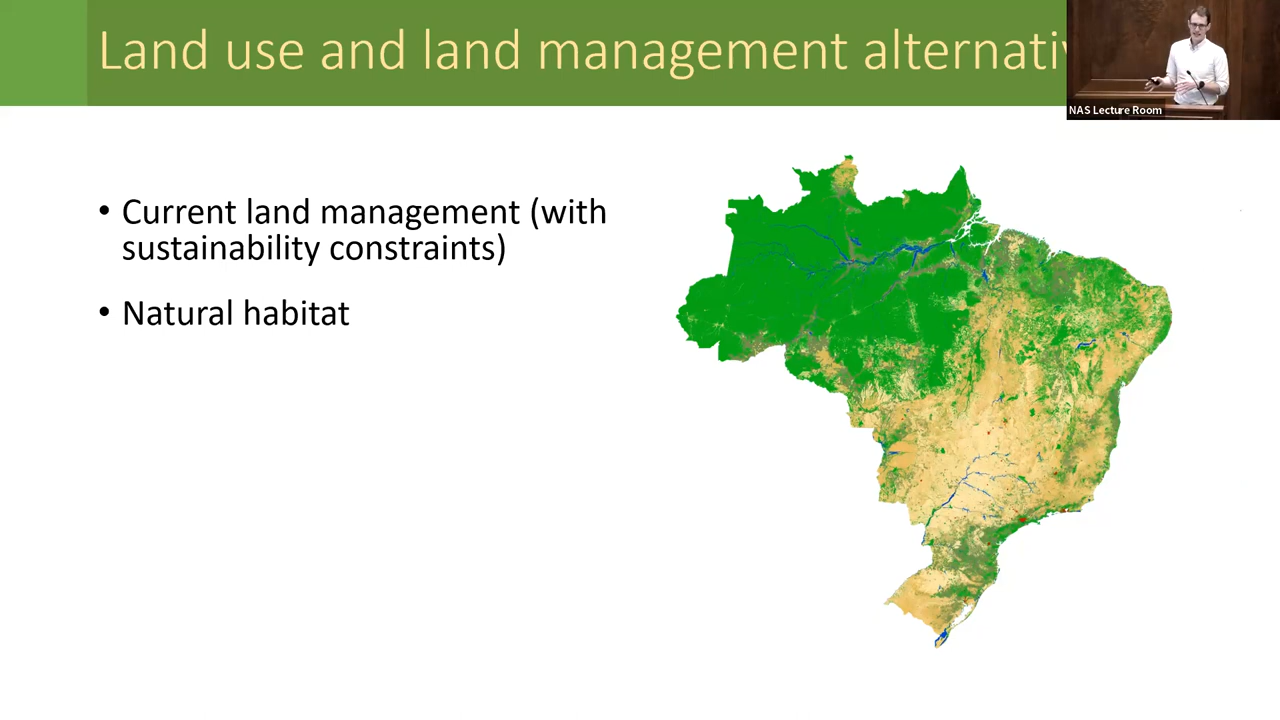 Land use and land management alternati
NAS Lecture Room
• Current land management (with
sustainability constraints)
• Natural habitat